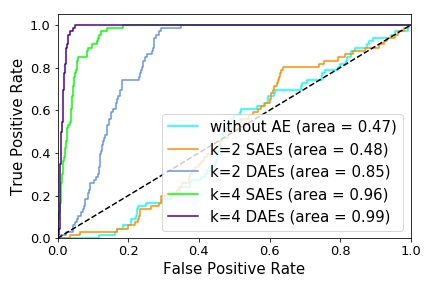 1.0
0.8
0.6
0.4
0.2
0.0
True Positive Rate
without AE (area = 0.47)
k=2 SAEs (area = 0.48)
k=2 DAEs (area = 0.85)
k=4 SAEs (area = 0.96)
k=4 DAEs (area = 0.99)
0.0 0.2 0.4 0.6 0.8 1.0
False Positive Rate